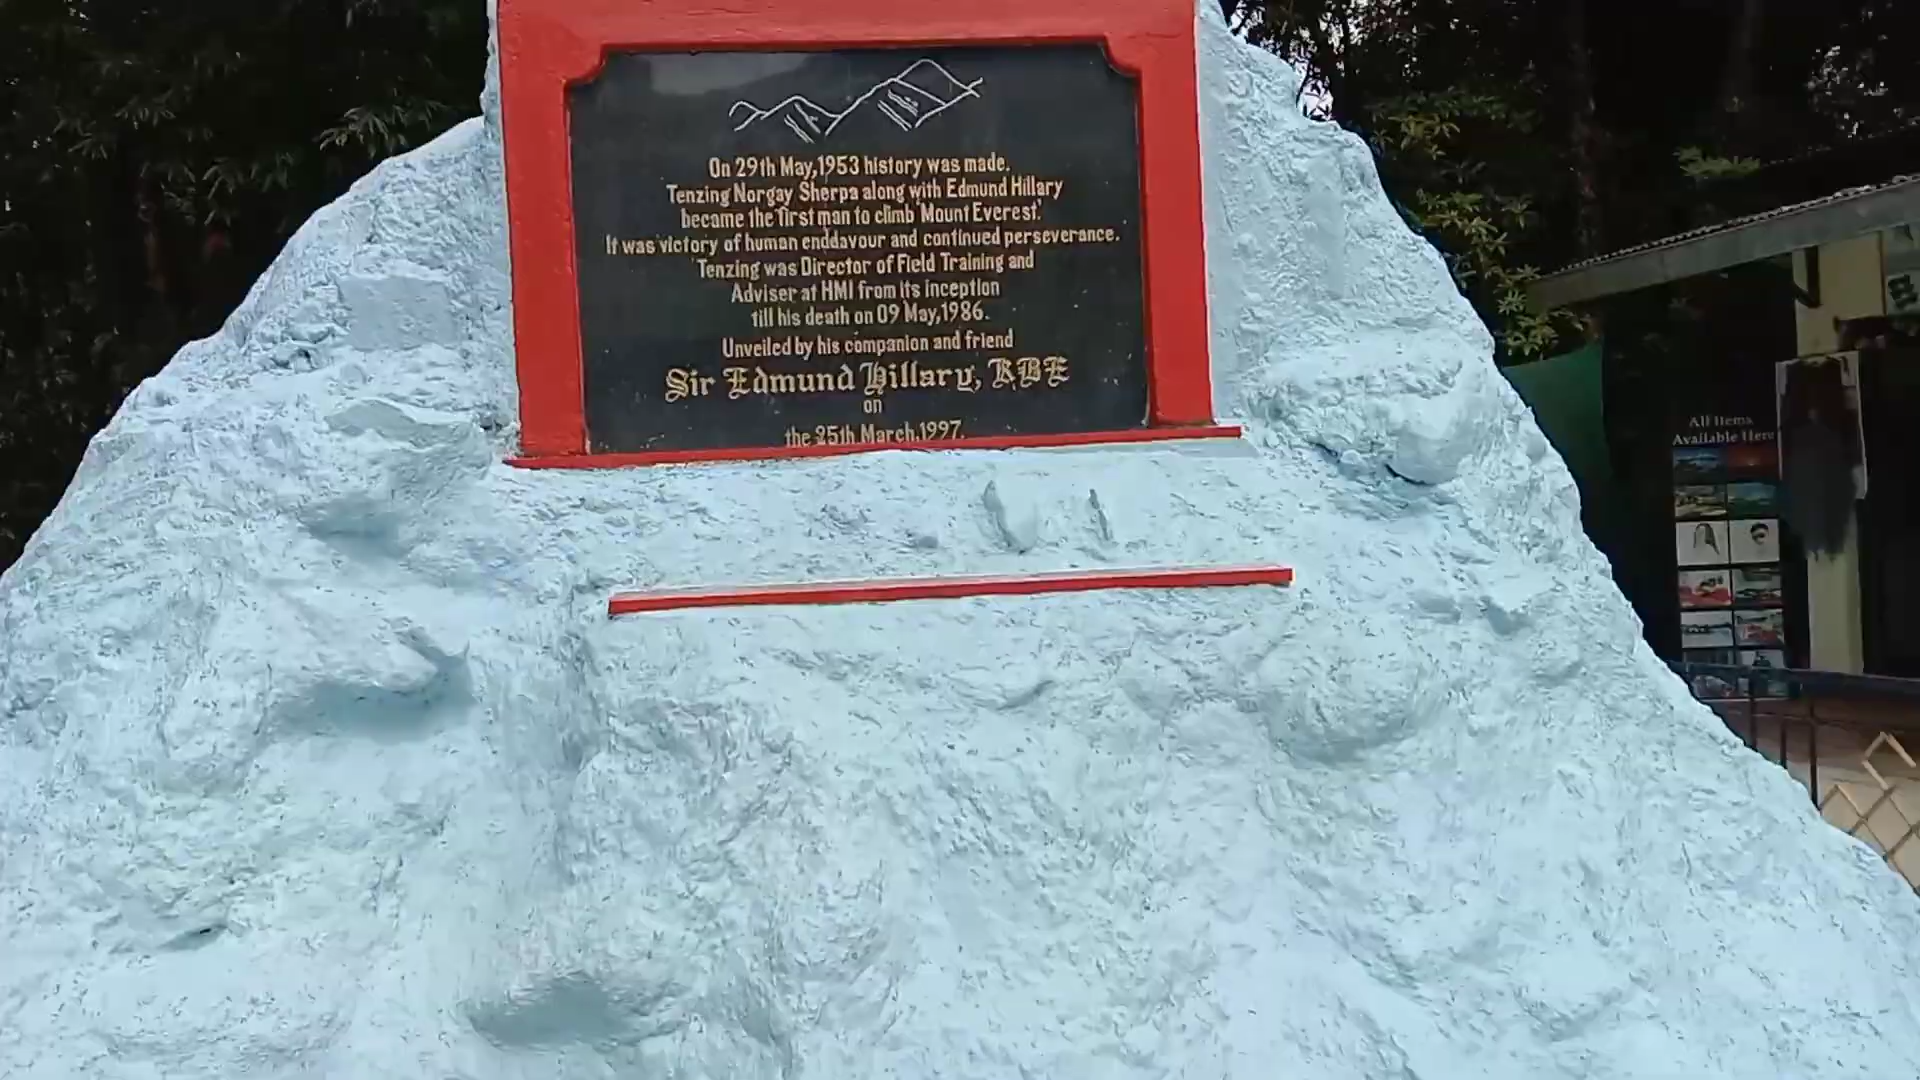 On 29th May,1953 history was made.
Tenzing Norgay Sherpa along with Edmund Hillary
became the first man to climb 'Mount Everest.'
It was victory of human enddavour and continued perseverance.
Tenzing was Director of Field Training and
Adviser at HMI from its inception
till his death on 09 May,1986.
Unveiled by his companion and friend
Sir Edmund Hillary, KBE
on
the 25th March,1997.
All Items
Available Here